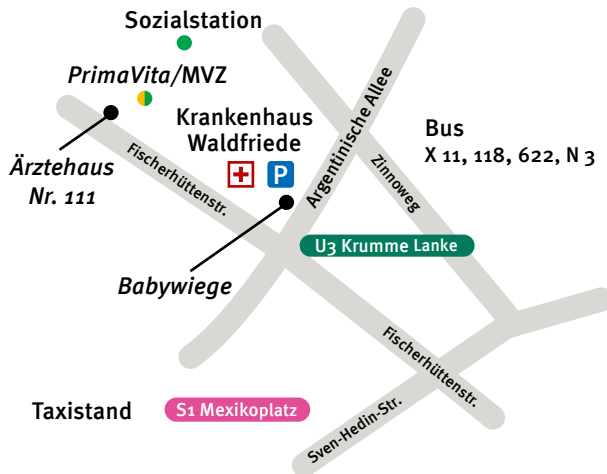 Sozialstation
PrimaVita/MVZ
Krankenhaus
Waldfriede
P
Ärztehaus
Nr. 111
Fischerhüttenstr.
Argentinische Allee
Zinnoweg
Bus
X 11, 118, 622, N 3
U3 Krumme Lanke
Babywiege
Fischerhüttenstr.
Sven-Hedin-Str.
Taxistand
S1 Mexikoplatz